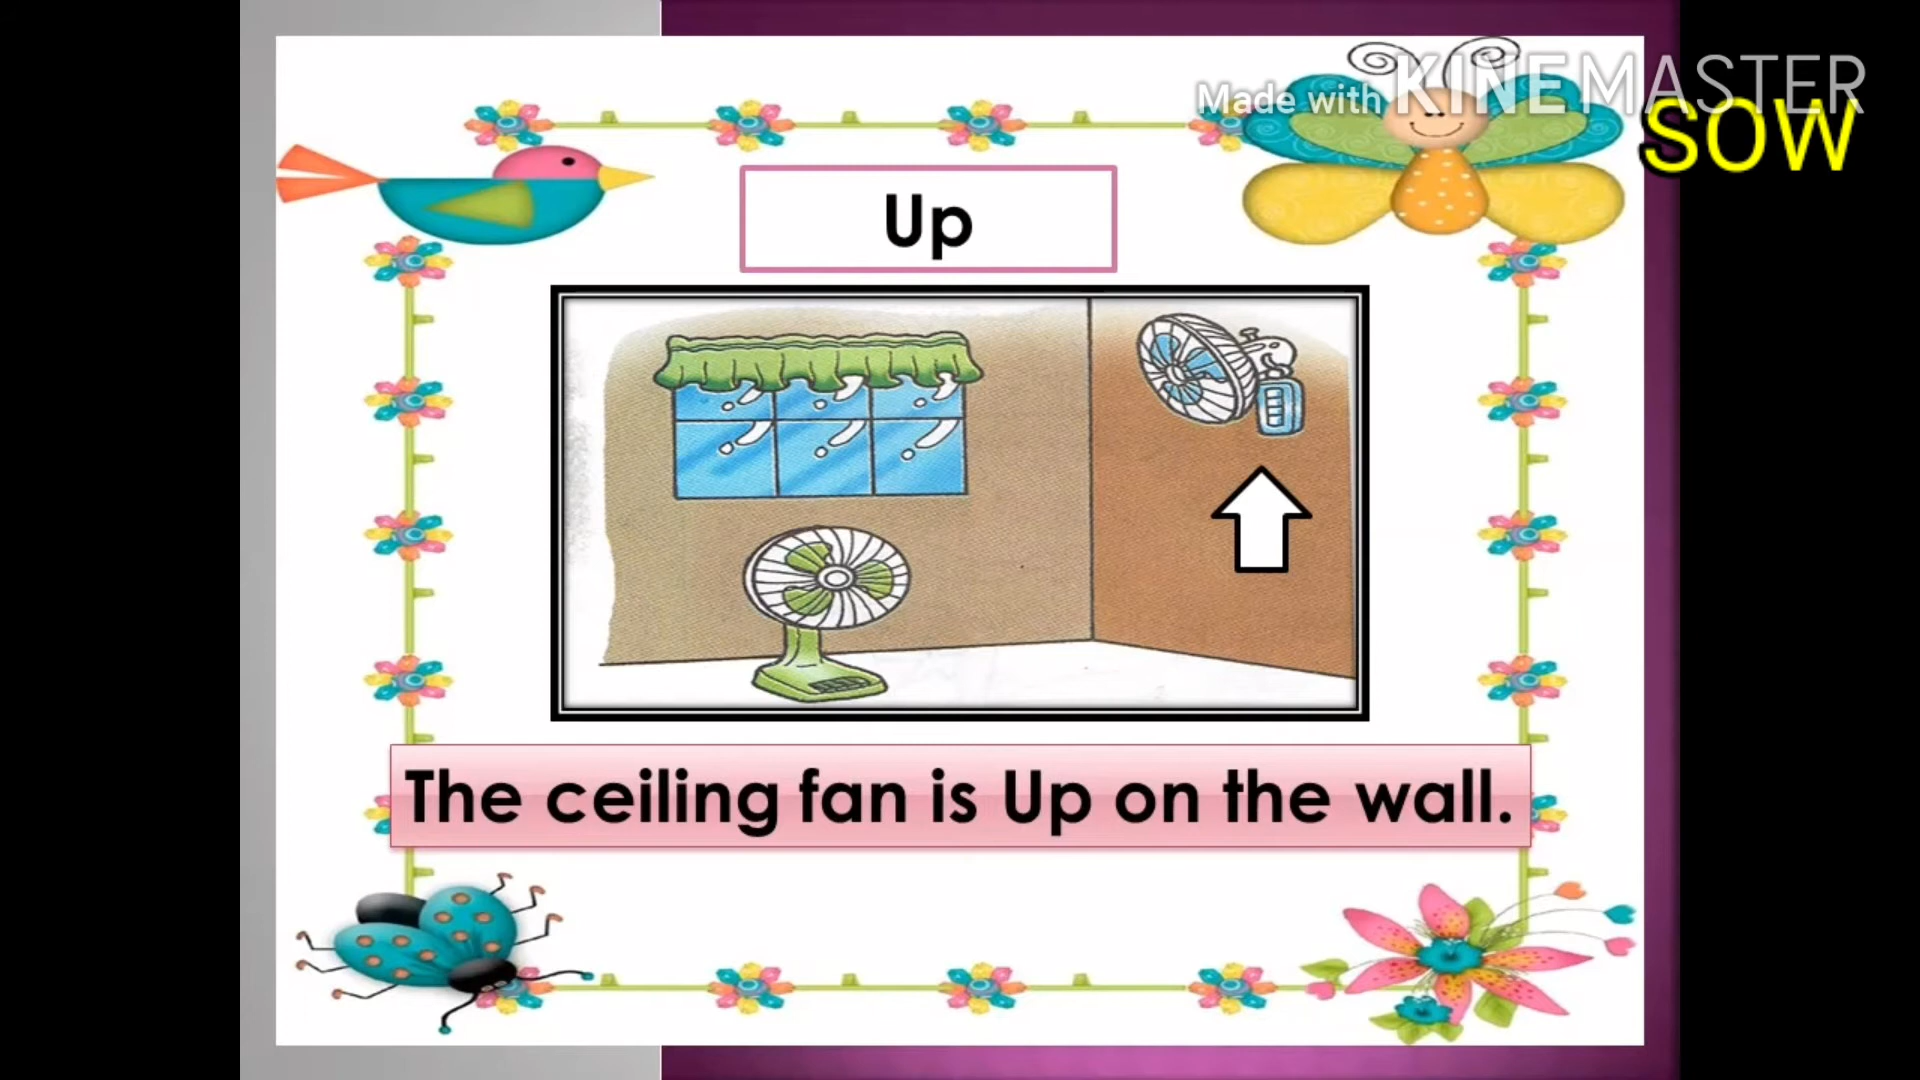 Made with KINEMASTER
SOW
Up
The ceiling fan is Up on the wall.